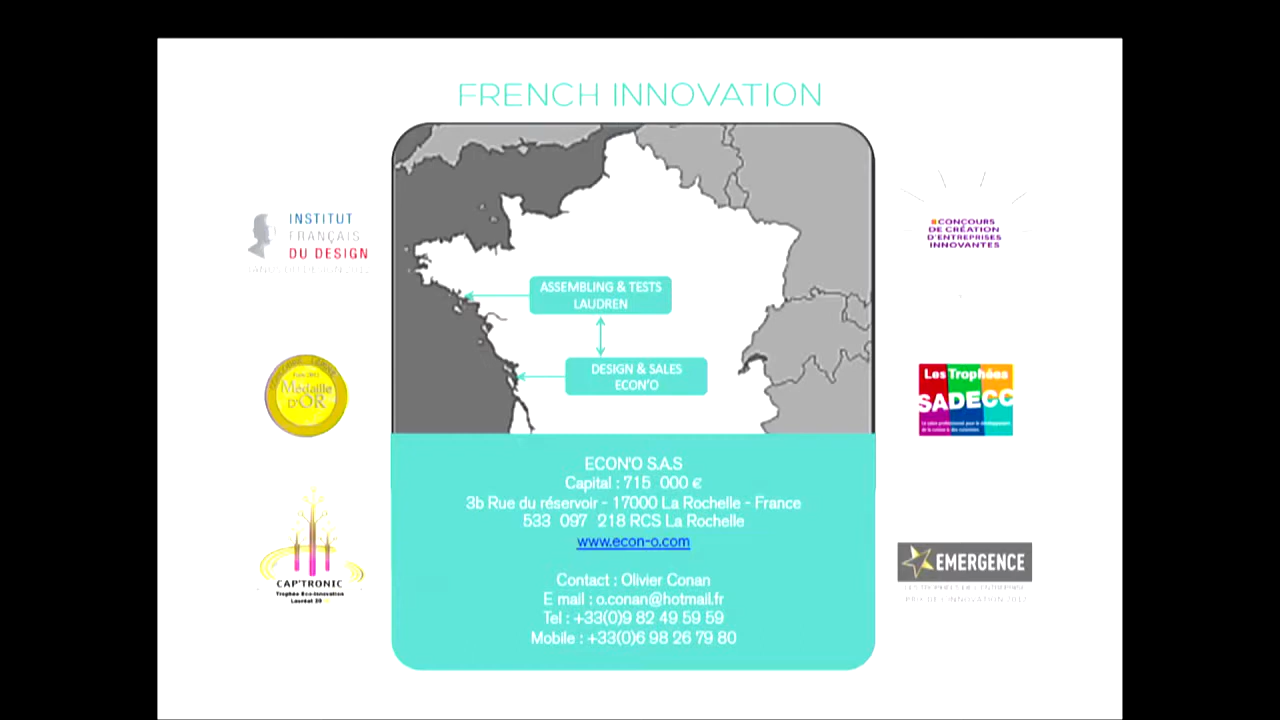 FRENCH INNOVATION
INSTITUT
FRANÇAIS
DU DESIGN
CONCOURS
DE CRÉATION
D'ENTREPRISES
INNOVANTES
ASSEMBLING & TESTS
LAUDREN
DESIGN & SALES
ECON'O
Médaille
D'OR
Les Trophées
SADECC
ECON'O S.A.S
Capital : 715 000 €
3b Rue du réservoir - 17000 La Rochelle - France
533 097 218 RCS La Rochelle
www.econ-o.com
Contact : Olivier Conan
E mail : o.conan@hotmail.fr
Tel : +33(0)9 82 49 59 59
Mobile : +33(0)6 98 26 79 80
CAP'TRONIC
Trophée Eco-Innovation
Lauréat 20
EMERGENCE